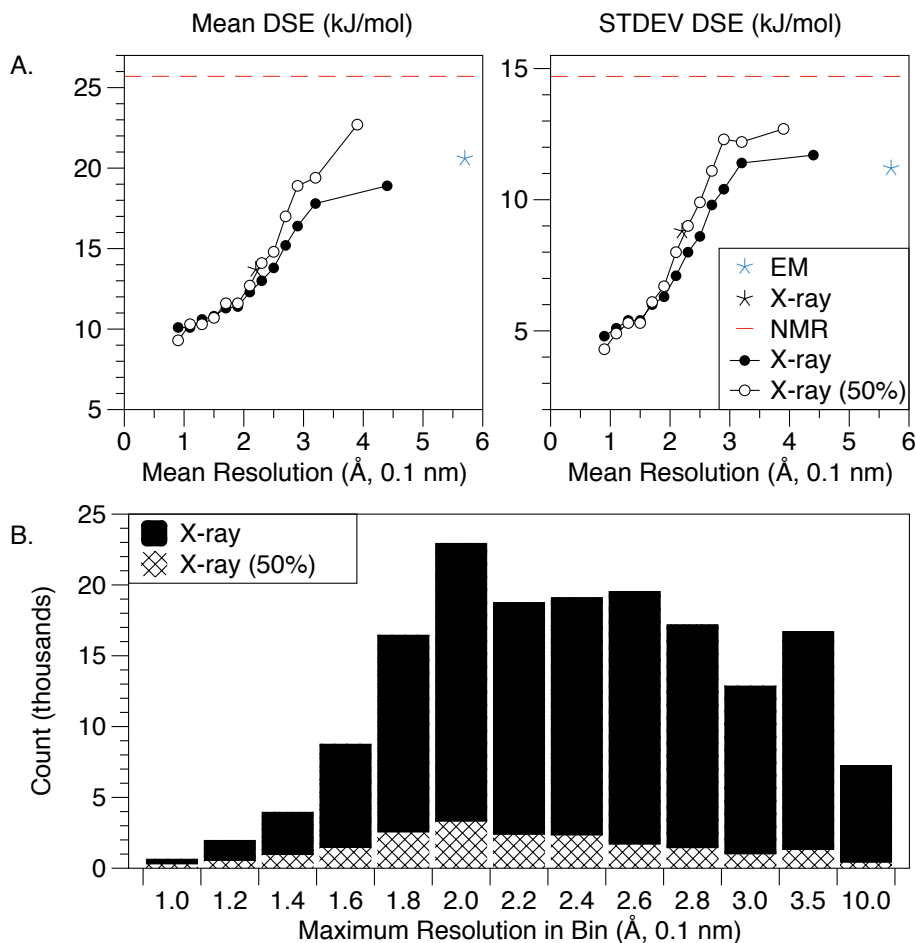 Mean DSE (kJ/mol)
STDEV DSE (kJ/mol)
A.
25
20
15
10
5
0 1 2 3 4 5 6
Mean Resolution (Å, 0.1 nm)
15
10
5
EM
X-ray
NMR
X-ray
X-ray (50%)
0 1 2 3 4 5 6
Mean Resolution (Å, 0.1 nm)
B.
X-ray
X-ray (50%)
Count (thousands)
25
20
15
10
5
0
1.0 1.2 1.4 1.6 1.8 2.0 2.2 2.4 2.6 2.8 3.0 3.5 10.0
Maximum Resolution in Bin (Å, 0.1 nm)